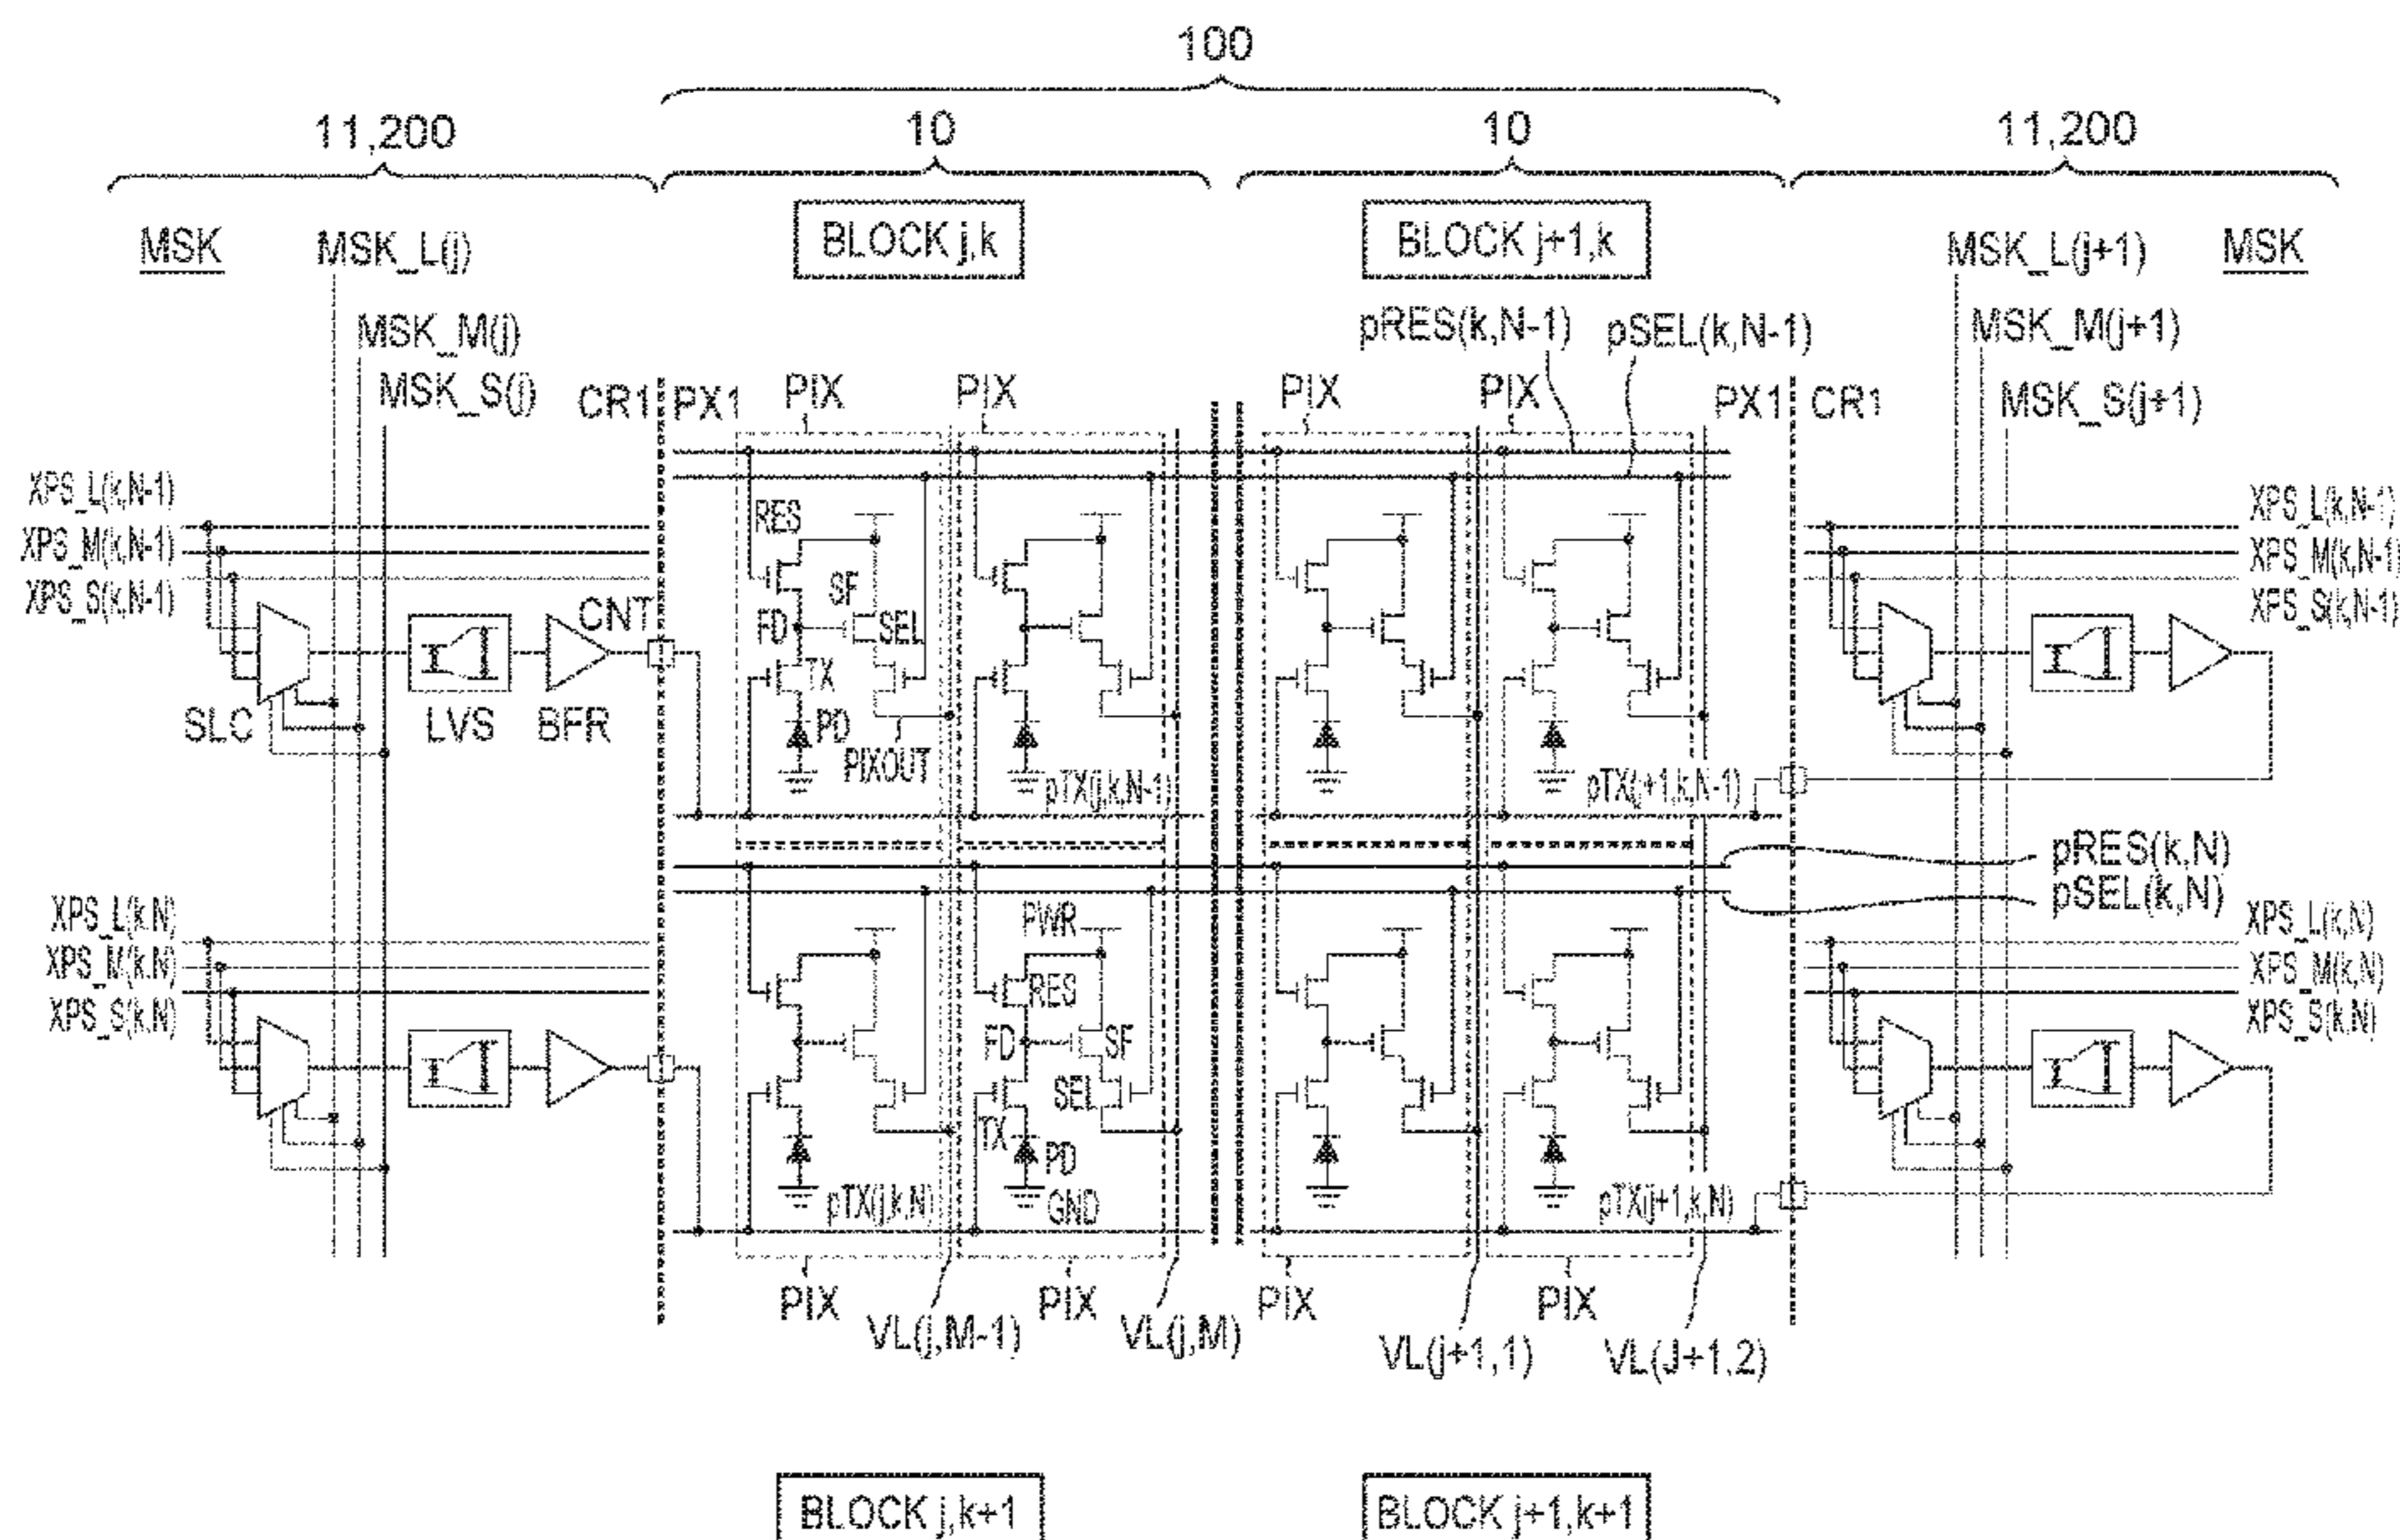 100
11,200 10 10 11,200
BLOCK j,k BLOCK j+1,k
MSK MSK_L(j) MSK_L(j+1) MSK
MSK_M(j) pRES(k,N-1) pSEL(k,N-1) MSK_M(j+1)
MSK_S(j) CR1 PX1 PIX PIX PIX PIX PX1 CR1 MSK_S(j+1)
XPS_L(k,N-1) XPS_L(k,N-1)
XPS_M(k,N-1) RES XPS_M(k,N-1)
XPS_S(k,N-1) CNT SF XPS_S(k,N-1)
FD SEL
TX
SLC LVS BFR PD
PIXOUT pTX(j,k,N-1) pTX(j+1,k,N-1)
pRES(k,N)
pSEL(k,N)
XPS_L(k,N) PWR XPS_L(k,N)
XPS_M(k,N) RES XPS_M(k,N)
XPS_S(k,N) FD SF XPS_S(k,N)
SEL
TX PD
pTX(j,k,N) GND pTX(j+1,k,N)
PIX PIX PIX PIX
VL(j,M-1) VL(j,M) VL(j+1,1) VL(J+1,2)
BLOCK j,k+1 BLOCK j+1,k+1